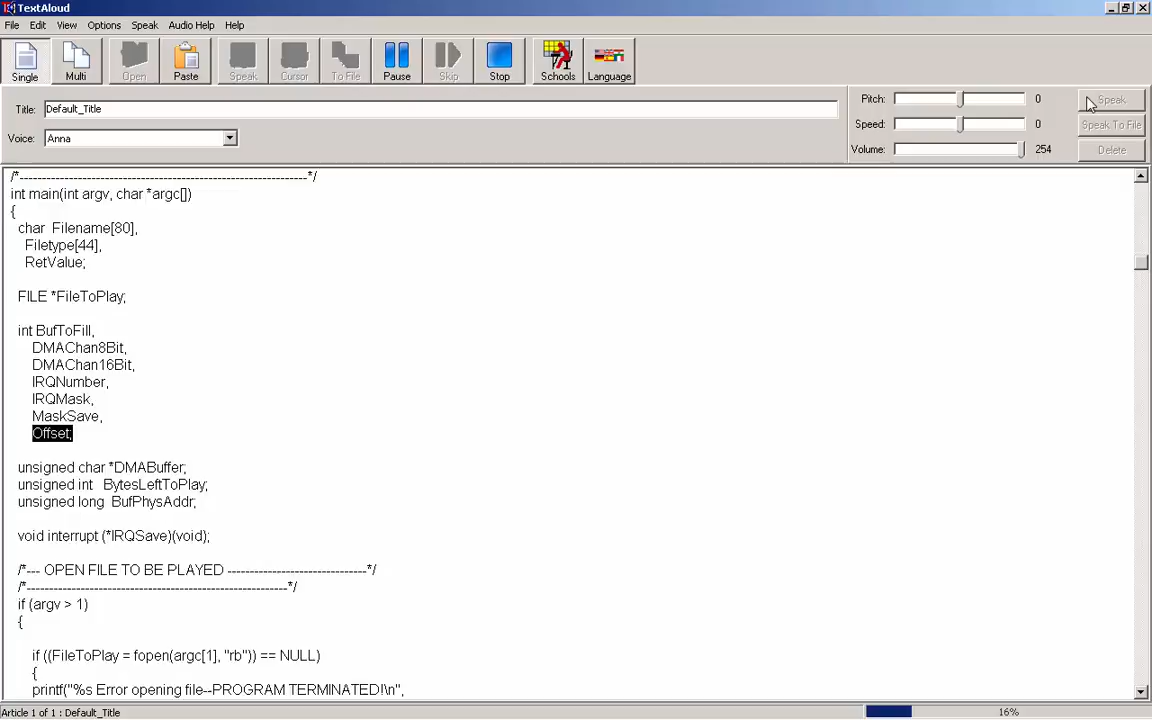 TextAloud
File Edit View Options Speak Audio Help Help
Single Multi Open Paste Speak Cursor To File Pause Skip Stop Schools Language
Title: Default_Title
Voice: Anna
Pitch: 0 Speak
Speed: 0 Speak To File
Volume: 254 Delete
/*-----------------------------------------------------------------*/
int main(int argv, char *argc[])
{
char Filename[80],
Filetype[44],
RetValue;
FILE *FileToPlay;
int BufToFill,
DMAChan8Bit,
DMAChan16Bit,
IRQNumber,
IRQMask,
MaskSave,
Offset;
unsigned char *DMABuffer;
unsigned int BytesLeftToPlay;
unsigned long BufPhysAddr;
void interrupt (*IRQSave)(void);
/*--- OPEN FILE TO BE PLAYED -------------------------------*/
/*----------------------------------------------------------*/
if (argv > 1)
{
if ((FileToPlay = fopen(argc[1], "rb")) == NULL)
{
printf("%s Error opening file--PROGRAM TERMINATED!\n",
Article 1 of 1 : Default_Title 16%